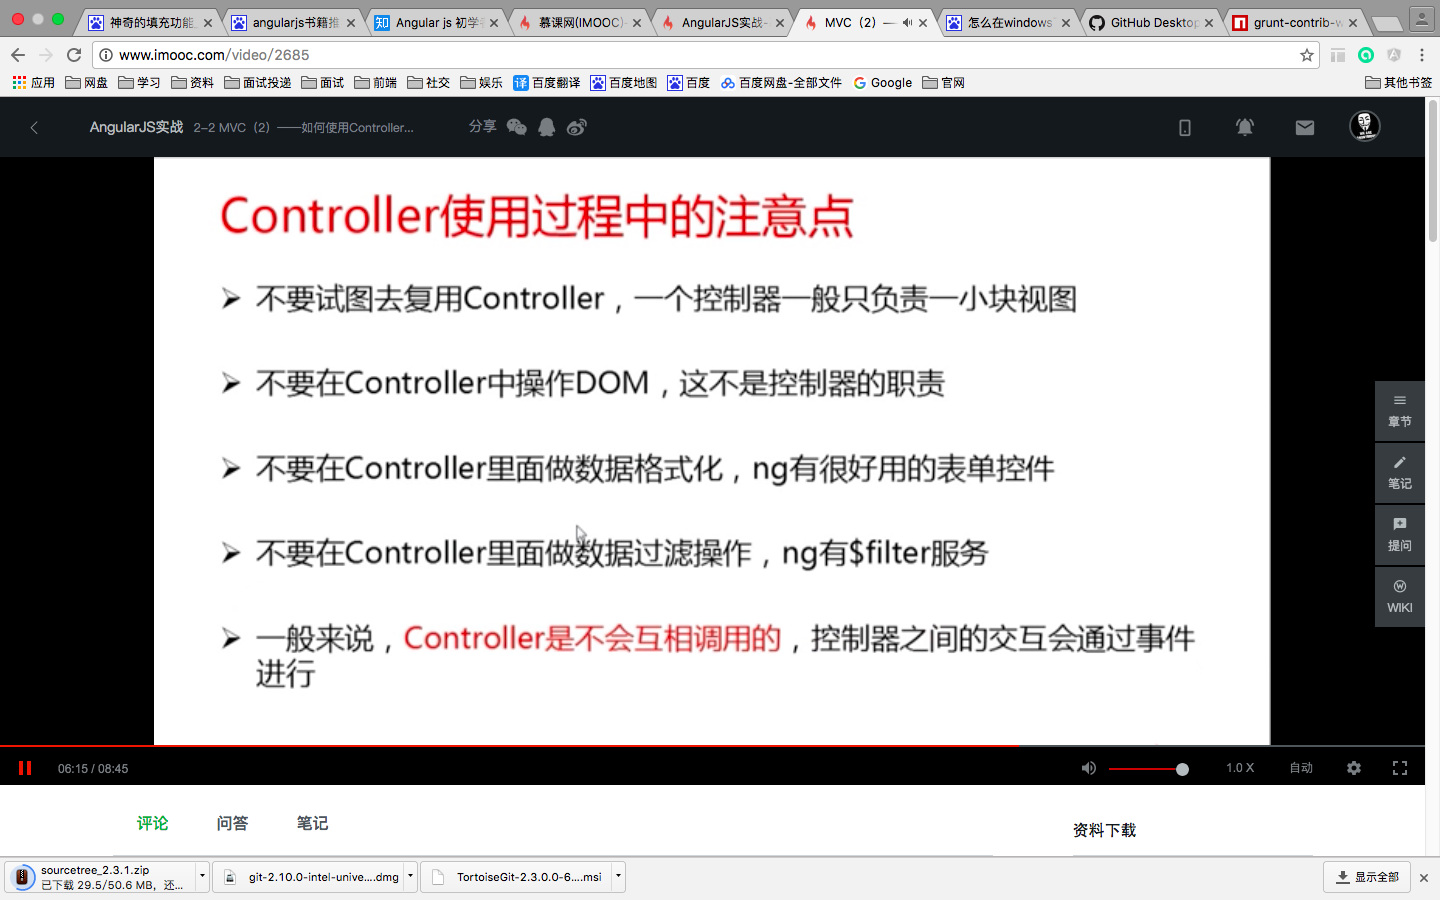 神奇的填充功能
angularjs书籍推
知 Angular js 初学
慕课网(IMOOC)-
AngularJS实战-
MVC（2）—
怎么在windows
GitHub Desktop
grunt-contrib-w
www.imooc.com/video/2685
应用 网盘 学习 资料 面试投递 面试 前端 社交 娱乐 译 百度翻译 百度地图 百度 百度网盘-全部文件 Google 官网 其他书签
AngularJS实战 2-2 MVC（2）——如何使用Controller... 分享
Controller使用过程中的注意点
不要试图去复用Controller，一个控制器一般只负责一小块视图
不要在Controller中操作DOM，这不是控制器的职责
不要在Controller里面做数据格式化，ng有很好用的表单控件
不要在Controller里面做数据过滤操作，ng有$filter服务
一般来说，Controller是不会互相调用的，控制器之间的交互会通过事件
进行
章节
笔记
提问
WIKI
06:15 / 08:45
1.0 X 自动
评论 问答 笔记
资料下载
sourcetree_2.3.1.zip
已下载 29.5/50.6 MB，还...
git-2.10.0-intel-unive....dmg
TortoiseGit-2.3.0.0-6....msi
显示全部